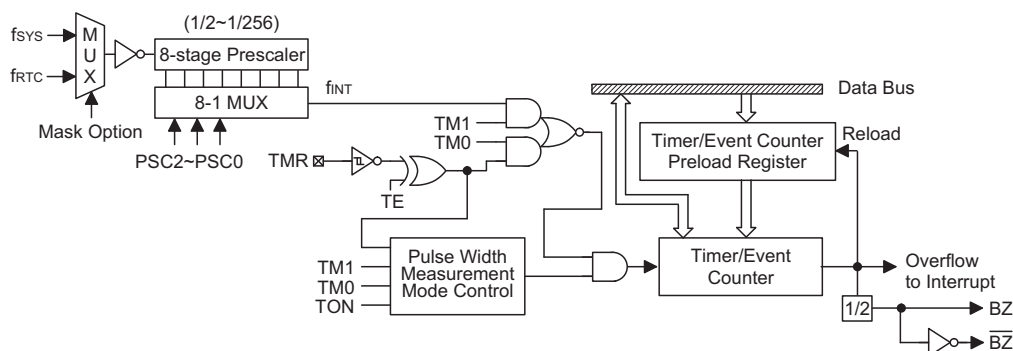 (1/2~1/256)
fSYS
fRTC
M
U
X
8-stage Prescaler
8-1 MUX
fINT
Mask Option
PSC2~PSC0
TM1
TM0
TMR
TE
TM1
TM0
TON
Pulse Width
Measurement
Mode Control
Data Bus
Timer/Event Counter
Preload Register
Reload
Timer/Event
Counter
Overflow
to Interrupt
1/2
BZ
B̅Z̅